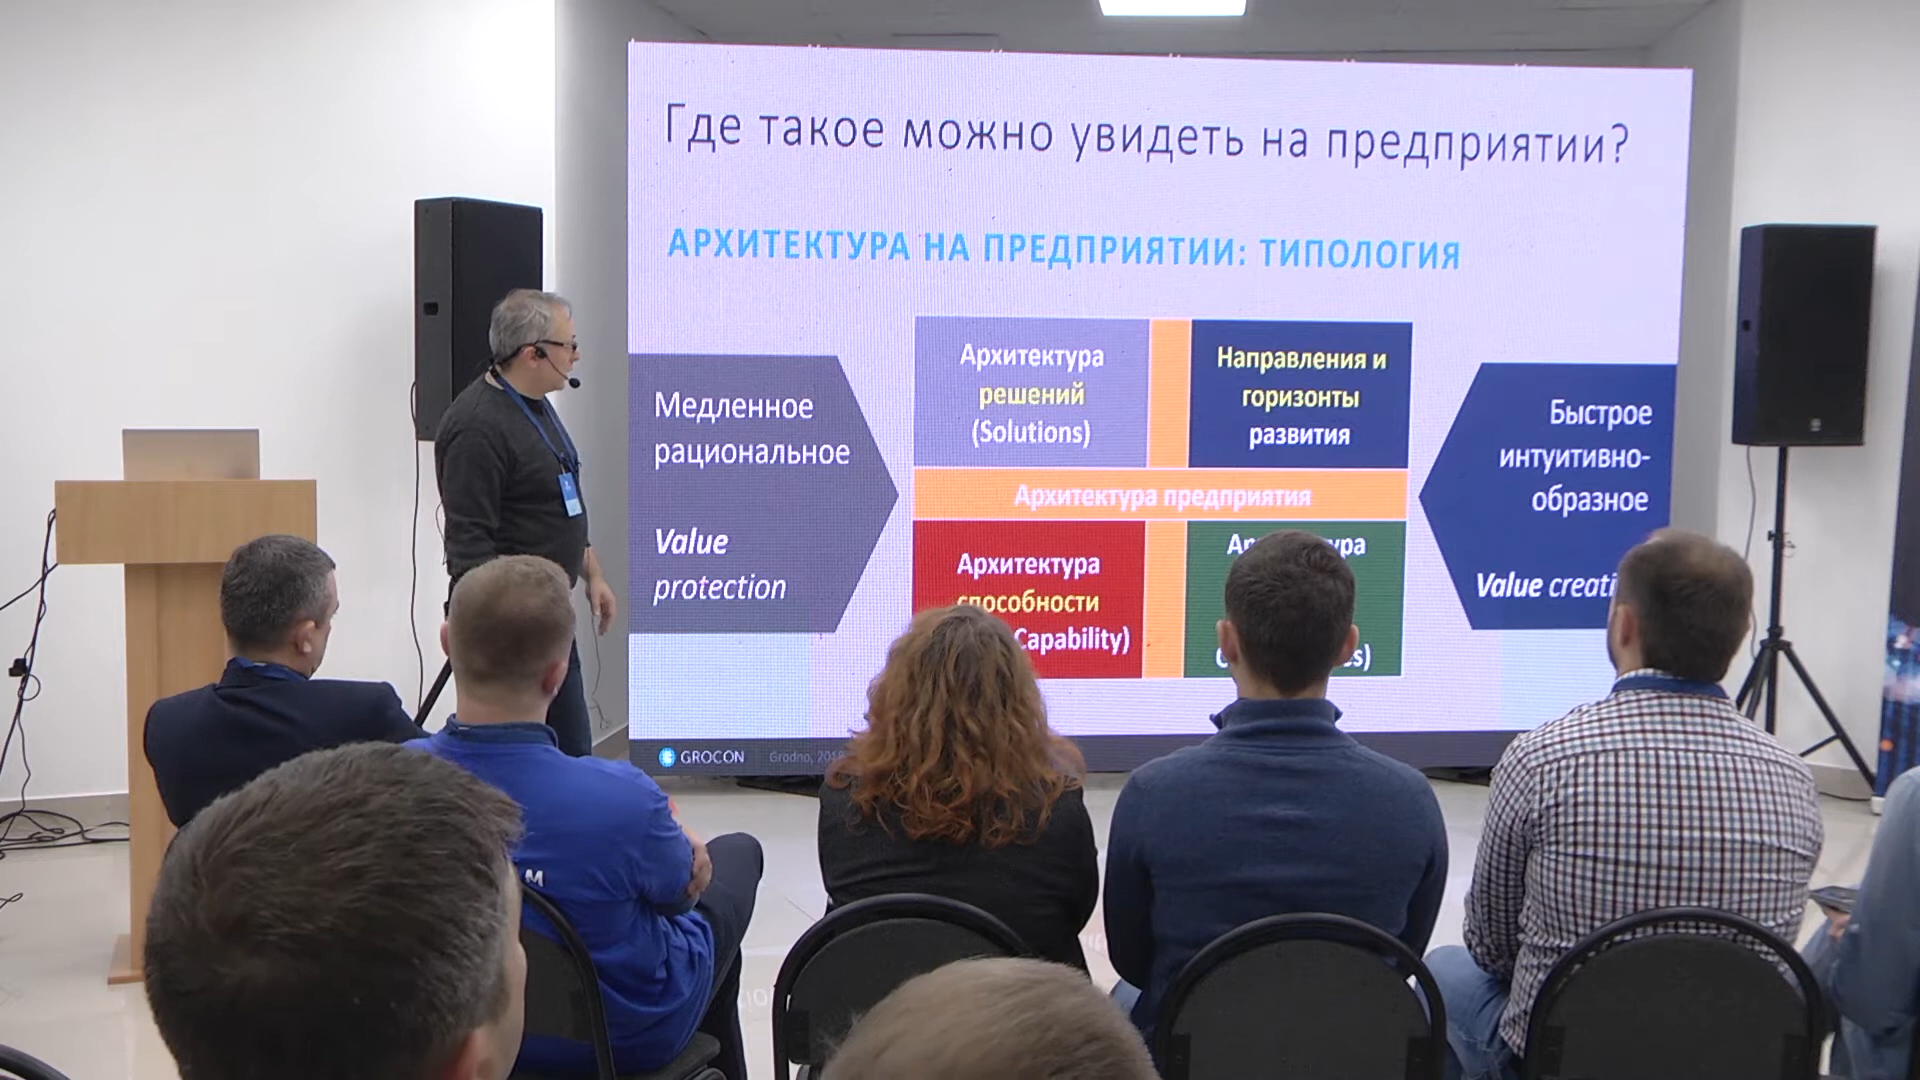 Где такое можно увидеть на предприятии?
АРХИТЕКТУРА НА ПРЕДПРИЯТИИ: ТИПОЛОГИЯ
Медленное
рациональное
Value
protection
Архитектура
решений
(Solutions)
Направления и
горизонты
развития
Архитектура предприятия
Архитектура
способности
Capability)
Быстрое
интуитивно-
образное
Value
GROCON
Grodno,
M